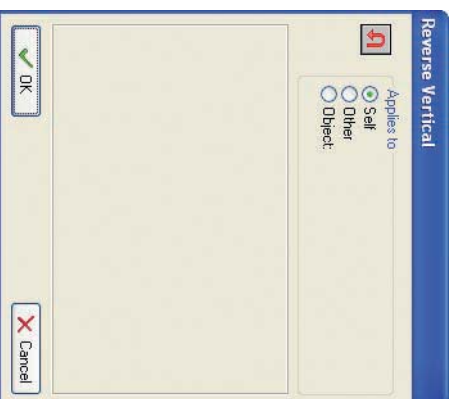 Reverse Vertical
Applies to
Self
Other
Object:
OK
Cancel